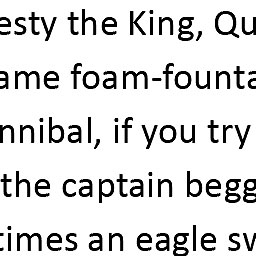 esty the King, Qu
ame foam-founta
nnibal, if you try
the captain begg
times an eagle sw